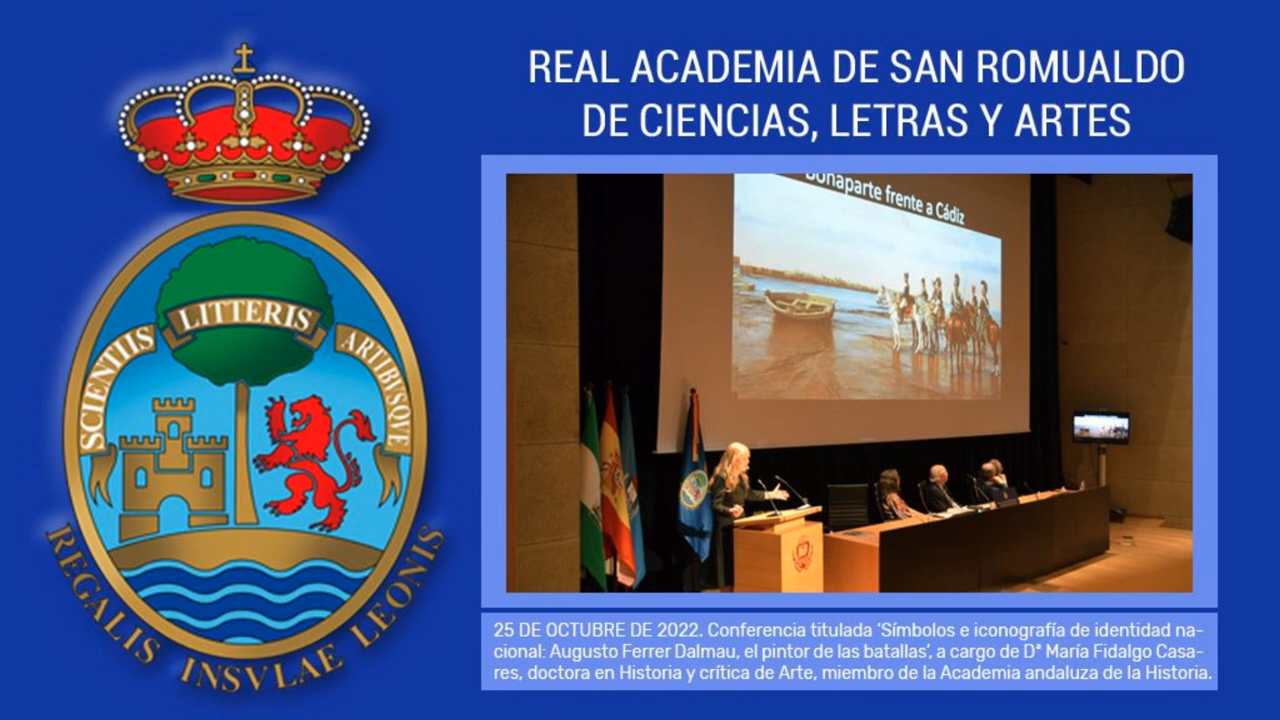 REAL ACADEMIA DE SAN ROMUALDO
DE CIENCIAS, LETRAS Y ARTES
SCIENTIIS
LITTERIS
ARTIBVSQVE
REGALIS INSVLAE LEONIS
Bonaparte frente a Cádiz
25 DE OCTUBRE DE 2022. Conferencia titulada 'Símbolos e iconografía de identidad na-
cional: Augusto Ferrer Dalmau, el pintor de las batallas', a cargo de Dª María Fidalgo Casa-
res, doctora en Historia y crítica de Arte, miembro de la Academia andaluza de la Historia.